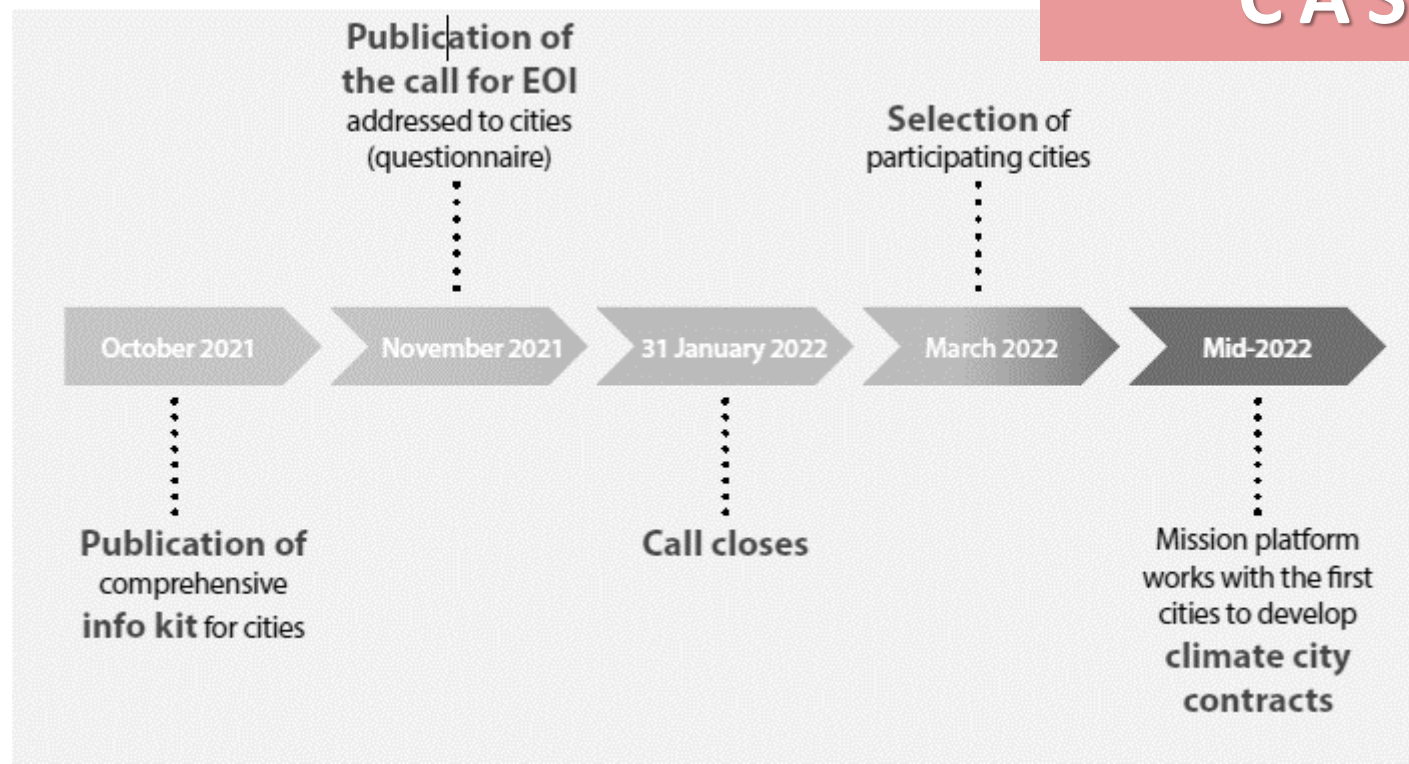 CAS
Publication of
the call for EOI
addressed to cities
(questionnaire)
Selection of
participating cities
October 2021
November 2021
31 January 2022
March 2022
Mid-2022
Publication of
comprehensive
info kit for cities
Call closes
Mission platform
works with the first
cities to develop
climate city
contracts